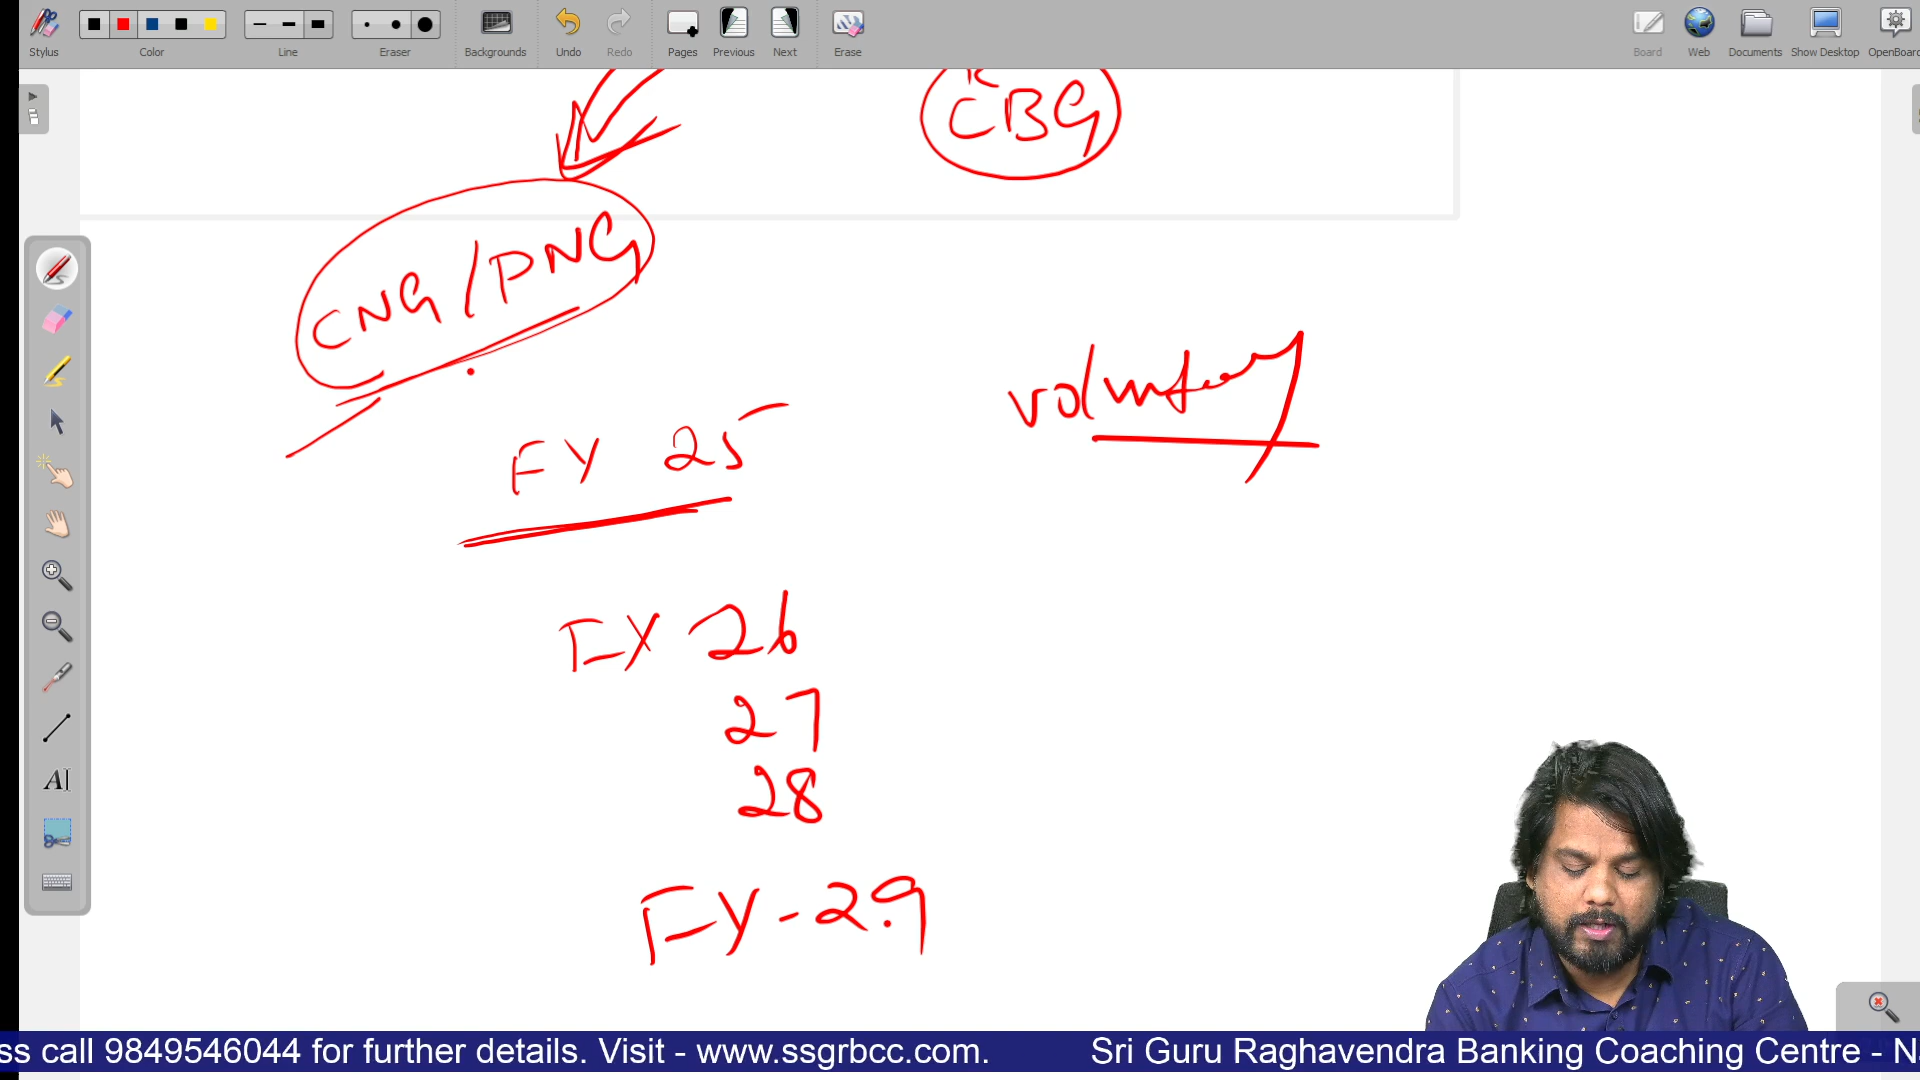 Stylus Color Line Eraser Backgrounds Undo Redo Pages Previous Next Erase Board Web Documents Show Desktop OpenBoard
CBG
CNG/PNG
voluntary
FY 25
FY 26
27
28
FY-29
ss call 9849546044 for further details. Visit - www.ssgrbcc.com. Sri Guru Raghavendra Banking Coaching Centre - N